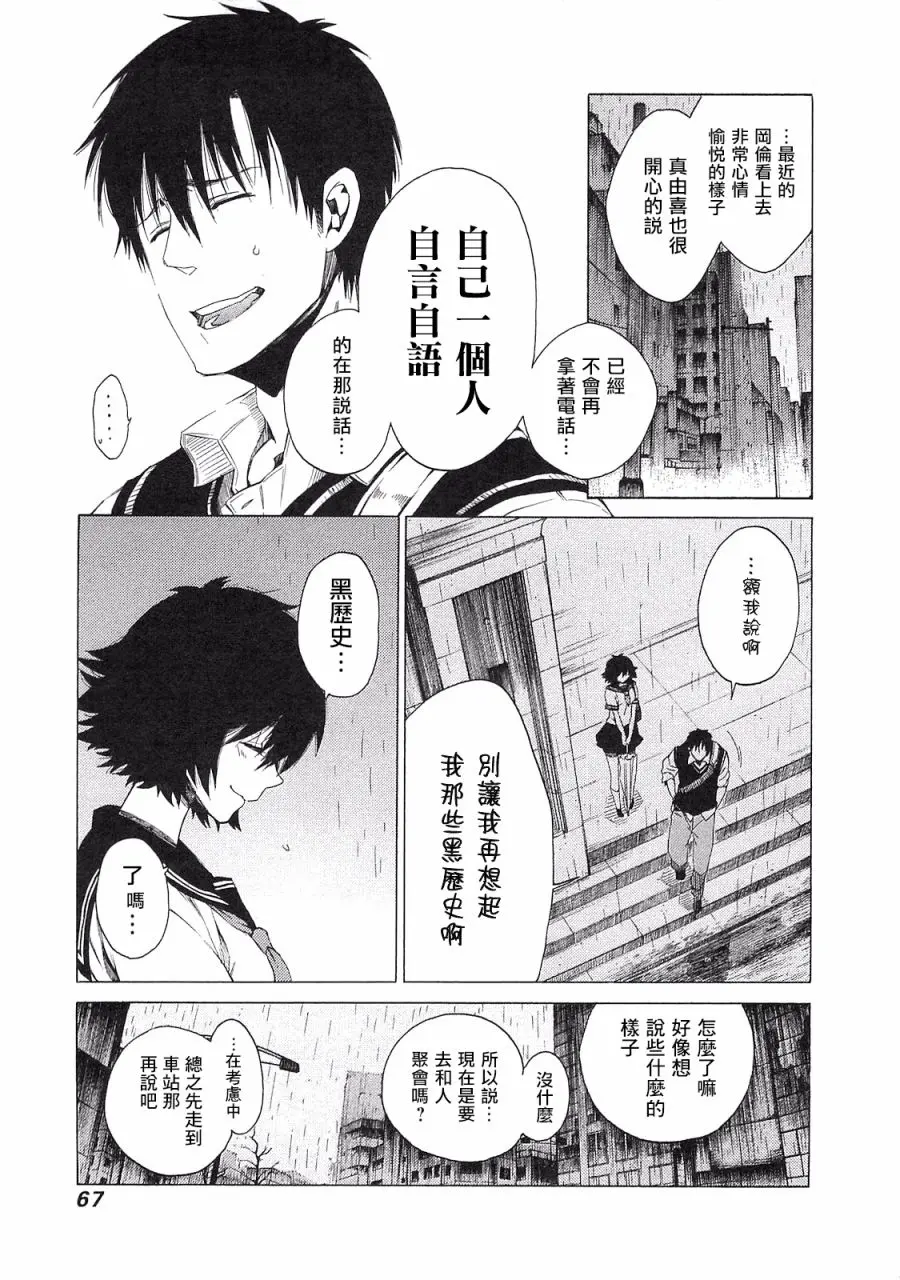 …最近的
岡倫看上去
非常心情
愉悦的樣子
真由喜也很
開心的説
已經
不會再
拿著電話…
自己一個人
自言自語
的在那説話…
……
…額我説啊
別讓我再想起
我那些黑歷史啊
黑歷史…
了嗎…
怎麼了嘛
好像想
說些什麼的
樣子
沒什麼
所以説…
現在是要
去和人
聚會嗎?
…在考慮中
總之先走到
車站那
再說吧
67